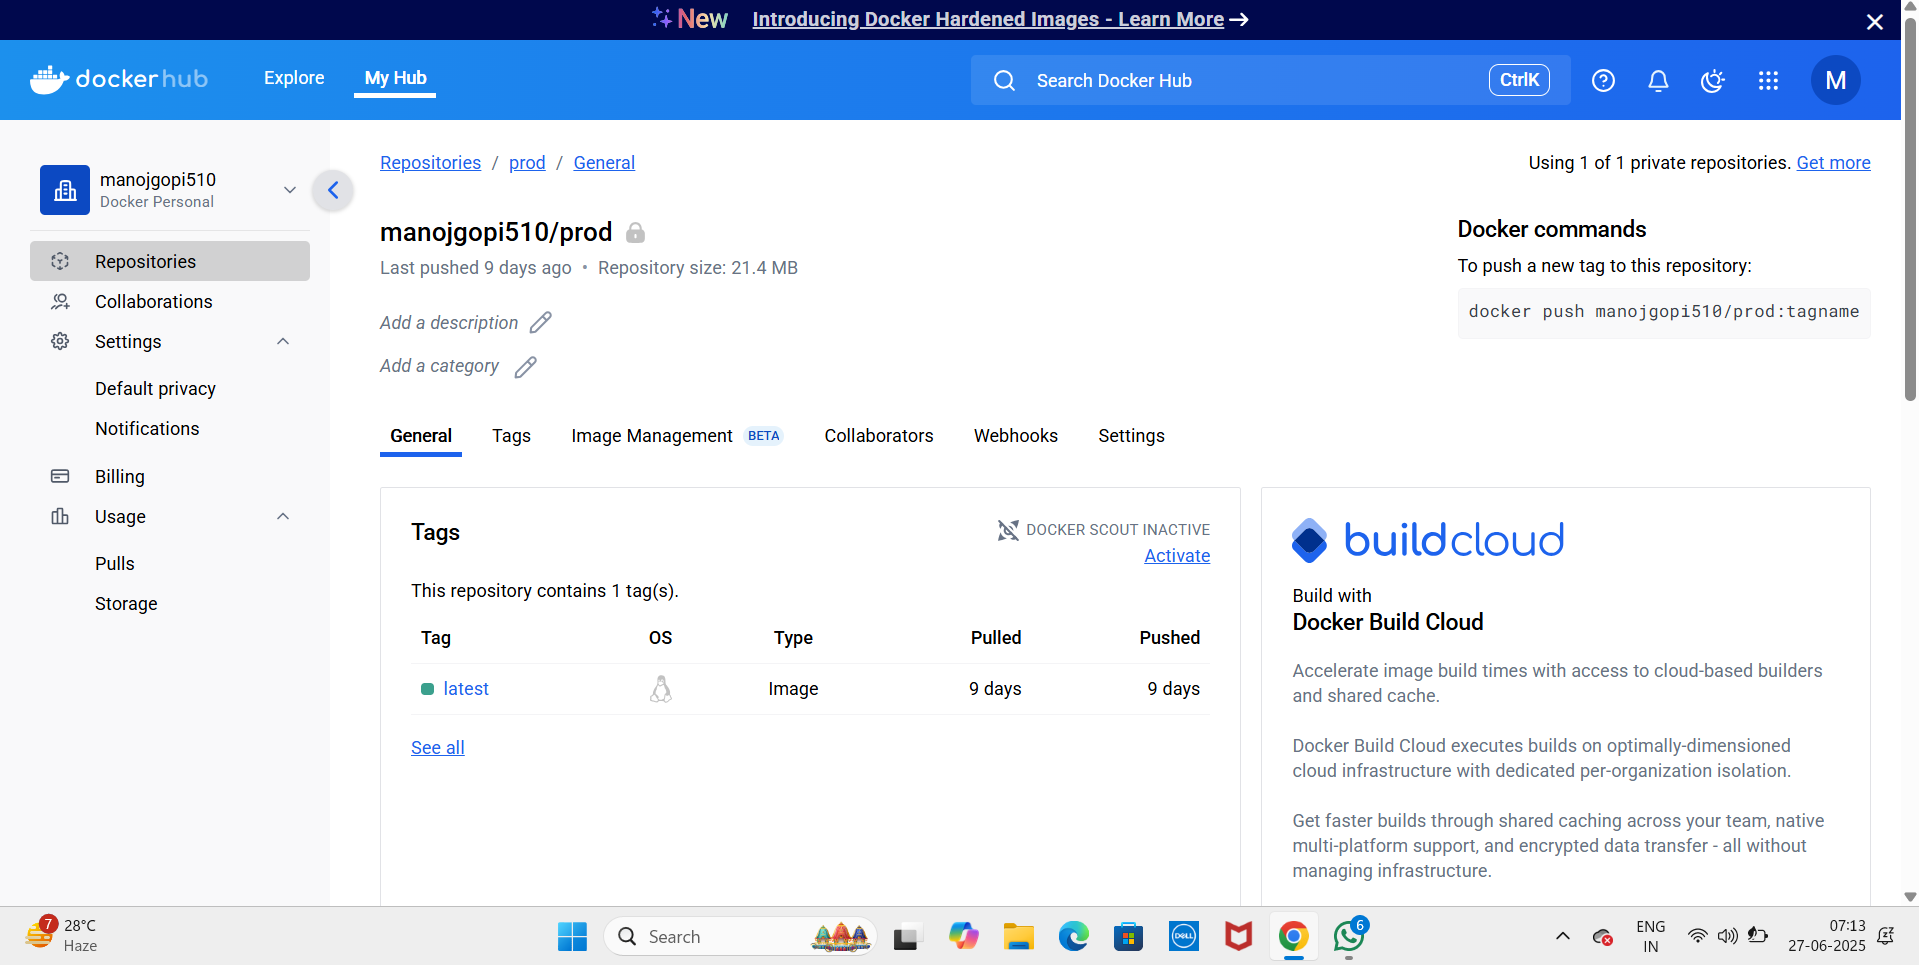 New Introducing Docker Hardened Images - Learn More
docker hub Explore My Hub Search Docker Hub CtrlK M
Repositories / prod / General
Using 1 of 1 private repositories. Get more
manojgopi510
Docker Personal
Repositories
Collaborations
Settings
Default privacy
Notifications
Billing
Usage
Pulls
Storage
manojgopi510/prod
Last pushed 9 days ago • Repository size: 21.4 MB
Add a description
Add a category
Docker commands
To push a new tag to this repository:
docker push manojgopi510/prod:tagname
General Tags Image Management BETA Collaborators Webhooks Settings
Tags
DOCKER SCOUT INACTIVE
Activate
This repository contains 1 tag(s).
Tag OS Type Pulled Pushed
latest Image 9 days 9 days
See all
buildcloud
Build with
Docker Build Cloud
Accelerate image build times with access to cloud-based builders
and shared cache.
Docker Build Cloud executes builds on optimally-dimensioned
cloud infrastructure with dedicated per-organization isolation.
Get faster builds through shared caching across your team, native
multi-platform support, and encrypted data transfer - all without
managing infrastructure.
7
28°C
Haze
Search
DELL
6
ENG
IN
07:13
27-06-2025